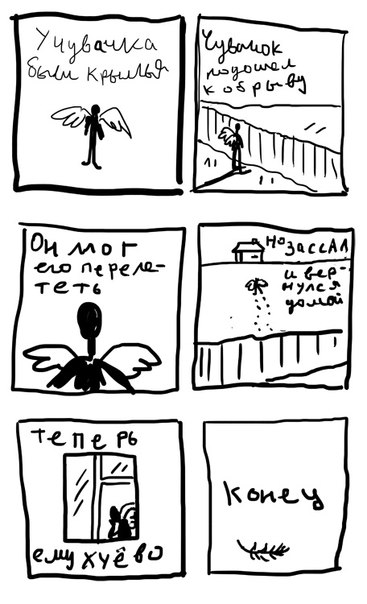 У чувачка
были крылья
Чувачок
подошел
к обрыву
Он мог
его переле-
теть
но зассал
и вер-
нулся
домой
теперь
ему хуёво
конец